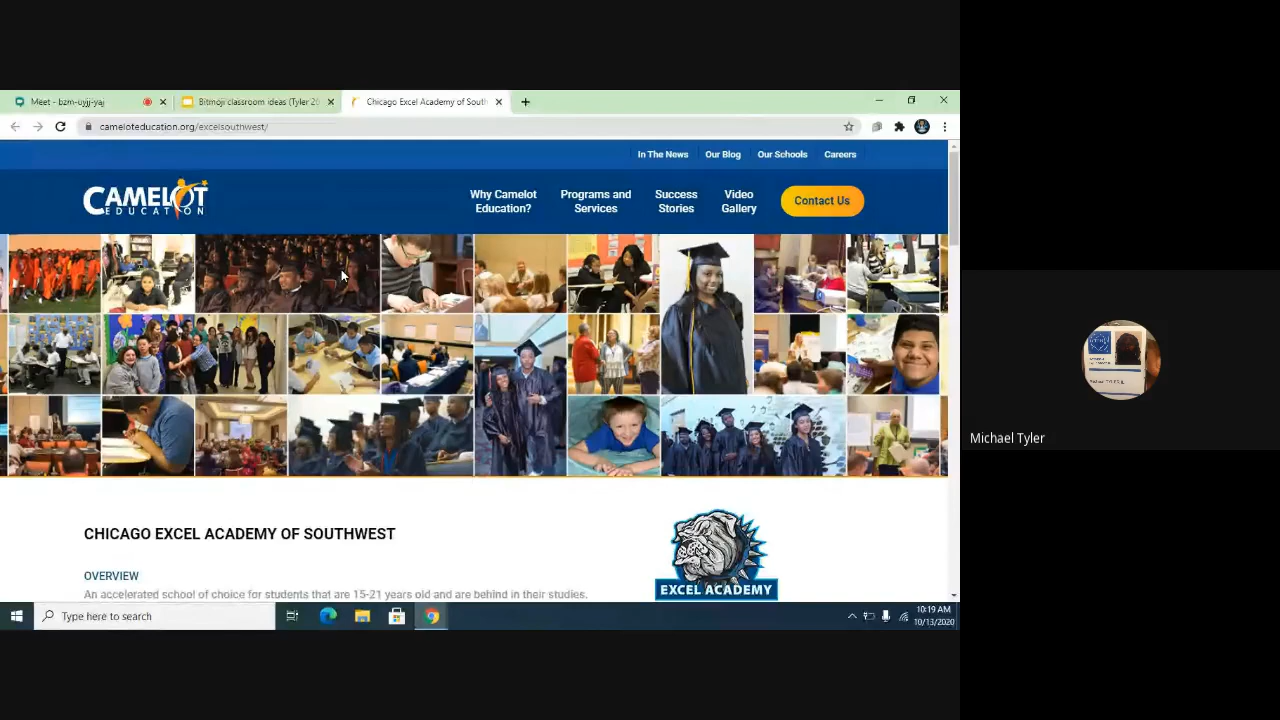 Meet - bzm-uyjj-yaj
Bitmoji classroom ideas (Tyler 20
Chicago Excel Academy of South
cameloteducation.org/excelsouthwest/
In The News Our Blog Our Schools Careers
CAMELOT
EDUCATION
Why Camelot
Education?
Programs and
Services
Success
Stories
Video
Gallery
Contact Us
CHICAGO EXCEL ACADEMY OF SOUTHWEST
OVERVIEW
An accelerated school of choice for students that are 15-21 years old and are behind in their studies.
EXCEL ACADEMY
Type here to search
10:19 AM
10/13/2020
Michael Tyler